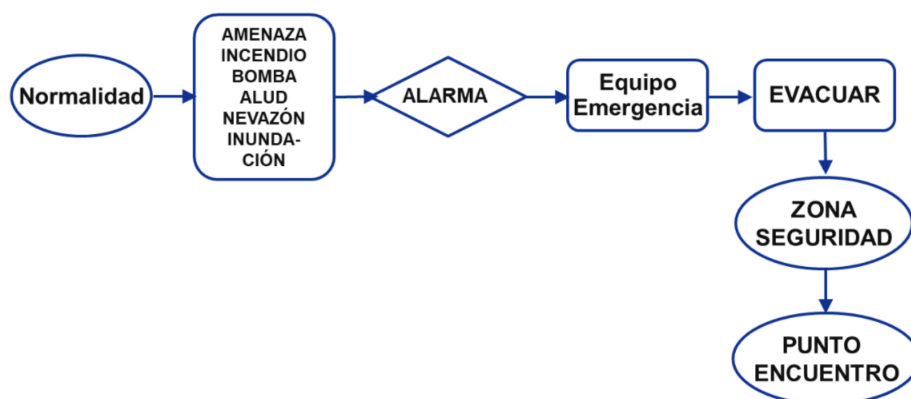 Normalidad
AMENAZA
INCENDIO
BOMBA
ALUD
NEVAZÓN
INUNDA-
CIÓN
ALARMA
Equipo
Emergencia
EVACUAR
ZONA
SEGURIDAD
PUNTO
ENCUENTRO